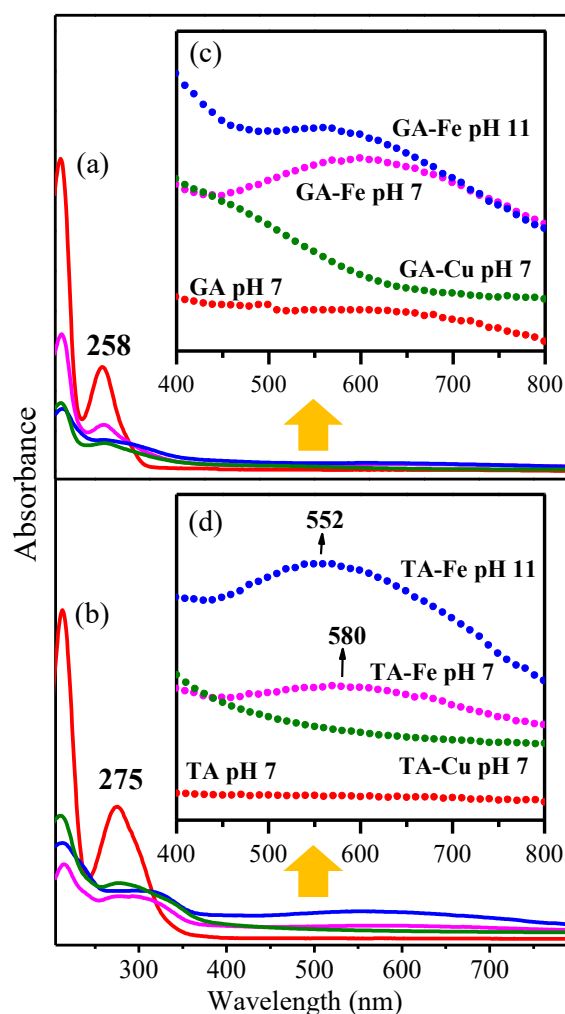 (c)
GA-Fe pH 11
(a)
GA-Fe pH 7
GA-Cu pH 7
GA pH 7
258
400 500 600 700 800
Absorbance
(d)
552
TA-Fe pH 11
(b)
580
TA-Fe pH 7
275
TA pH 7
TA-Cu pH 7
400 500 600 700 800
300 400 500 600 700
Wavelength (nm)